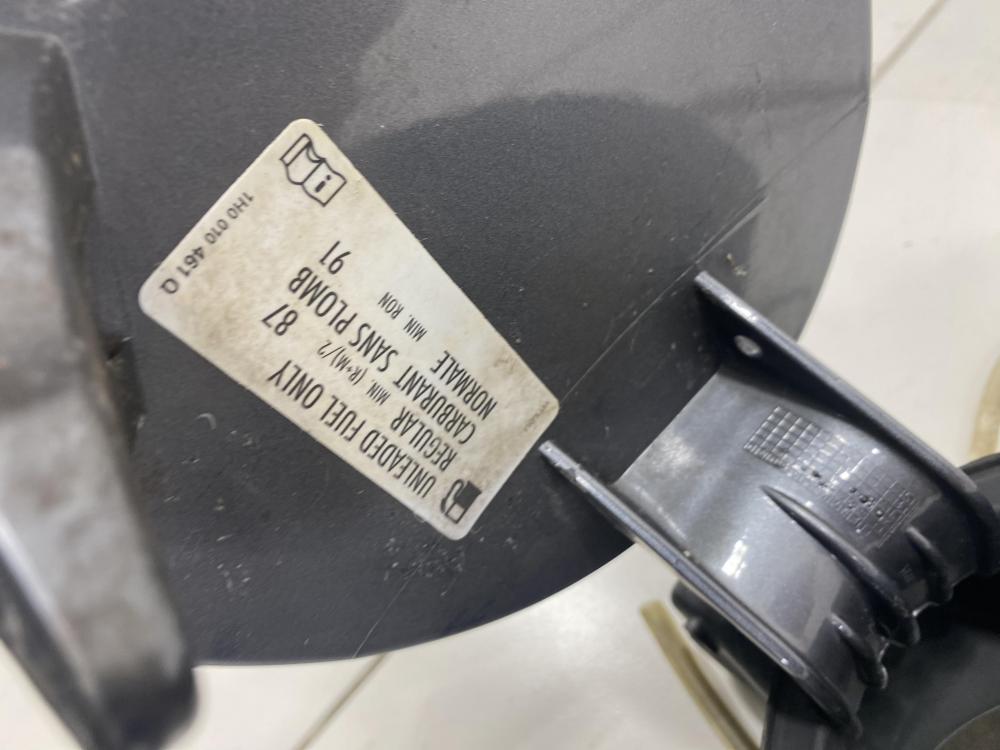 UNLEADED FUEL ONLY
REGULAR MIN. (R+M)/2 87
CARBURANT SANS PLOMB
NORMALE MIN. RON 91
1H0 010 461 Q
i